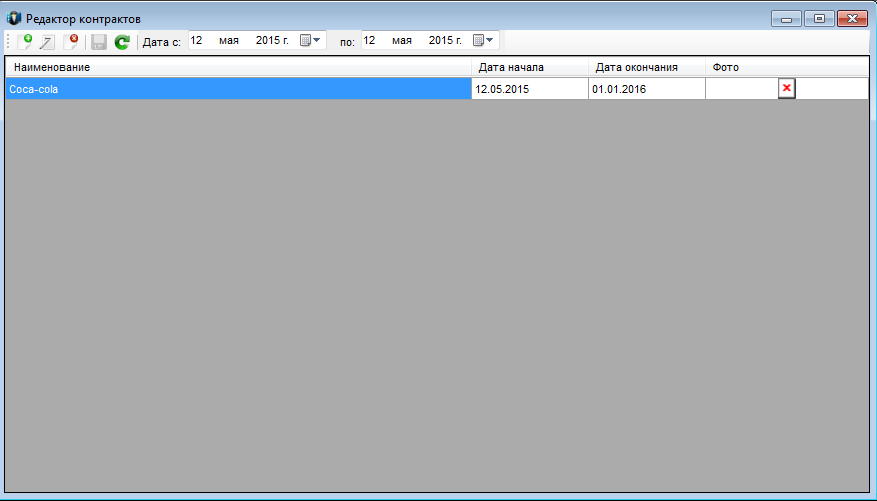 Редактор контрактов
Дата с: 12 мая 2015 г. по: 12 мая 2015 г.
Наименование Дата начала Дата окончания Фото
Coca-cola 12.05.2015 01.01.2016